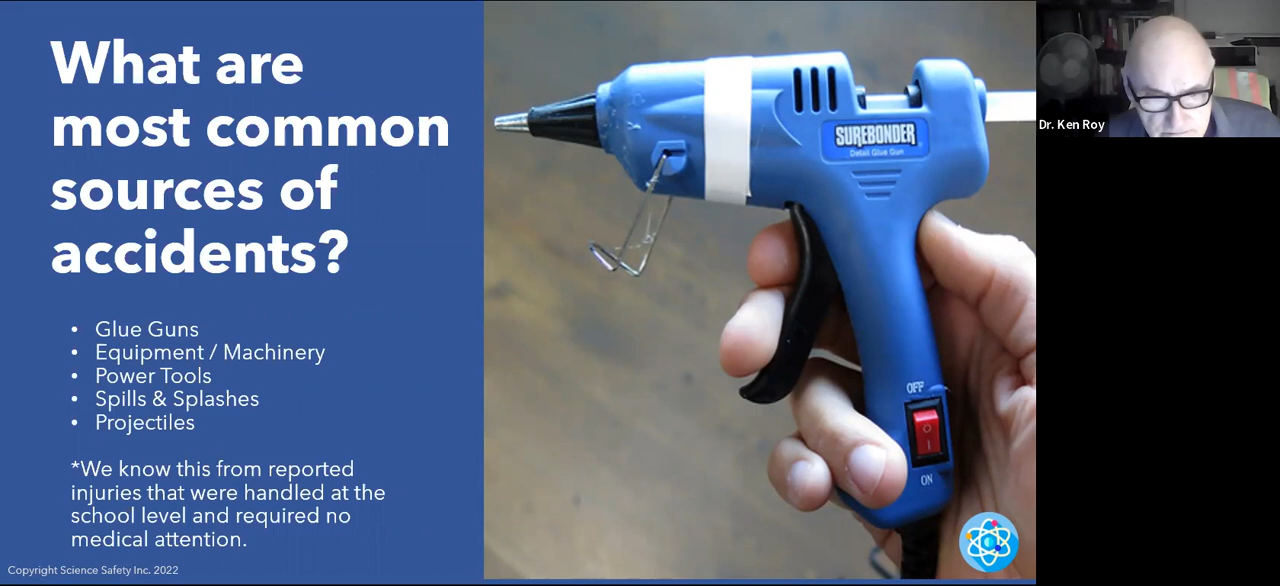 What are
most common
sources of
accidents?
• Glue Guns
• Equipment / Machinery
• Power Tools
• Spills & Splashes
• Projectiles
*We know this from reported
injuries that were handled at the
school level and required no
medical attention.
Copyright Science Safety Inc. 2022
SUREBONDER
Detail Glue Gun
OFF
ON
Dr. Ken Roy